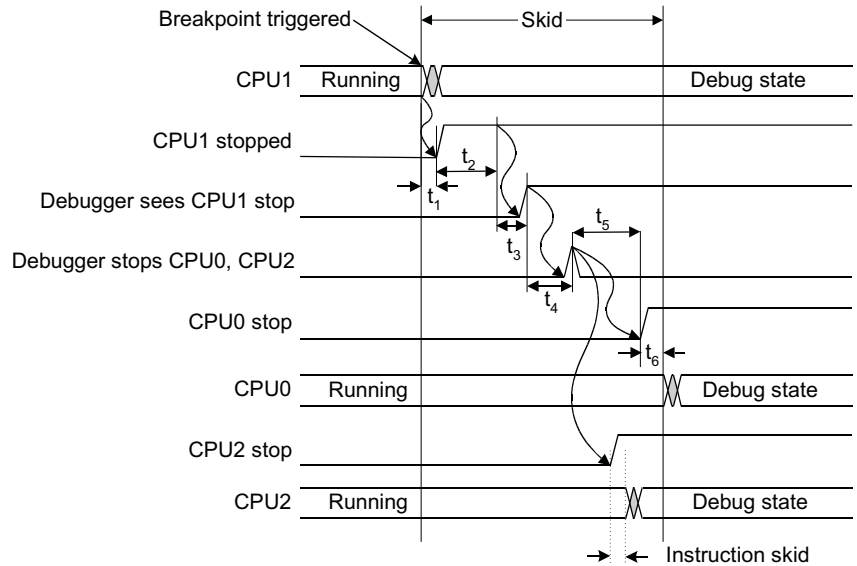 Breakpoint triggered
Skid
CPU1
Running
Debug state
CPU1 stopped
t2
t1
Debugger sees CPU1 stop
t3
t5
Debugger stops CPU0, CPU2
t4
CPU0 stop
t6
CPU0
Running
Debug state
CPU2 stop
CPU2
Running
Debug state
Instruction skid